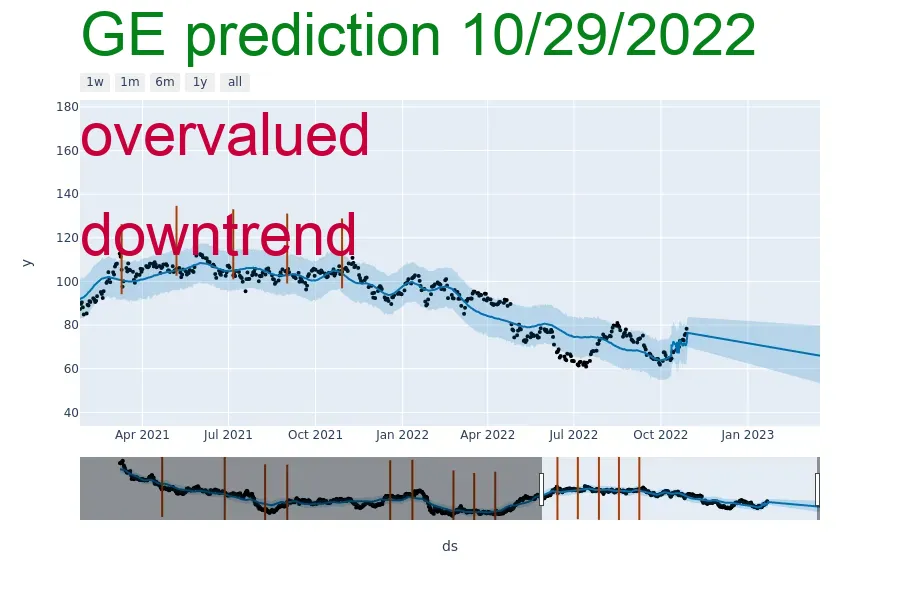 GE prediction 10/29/2022
1w 1m 6m 1y all
180
overvalued
160
140
downtrend
120
y
100
80
60
40
Apr 2021 Jul 2021 Oct 2021 Jan 2022 Apr 2022 Jul 2022 Oct 2022 Jan 2023
ds